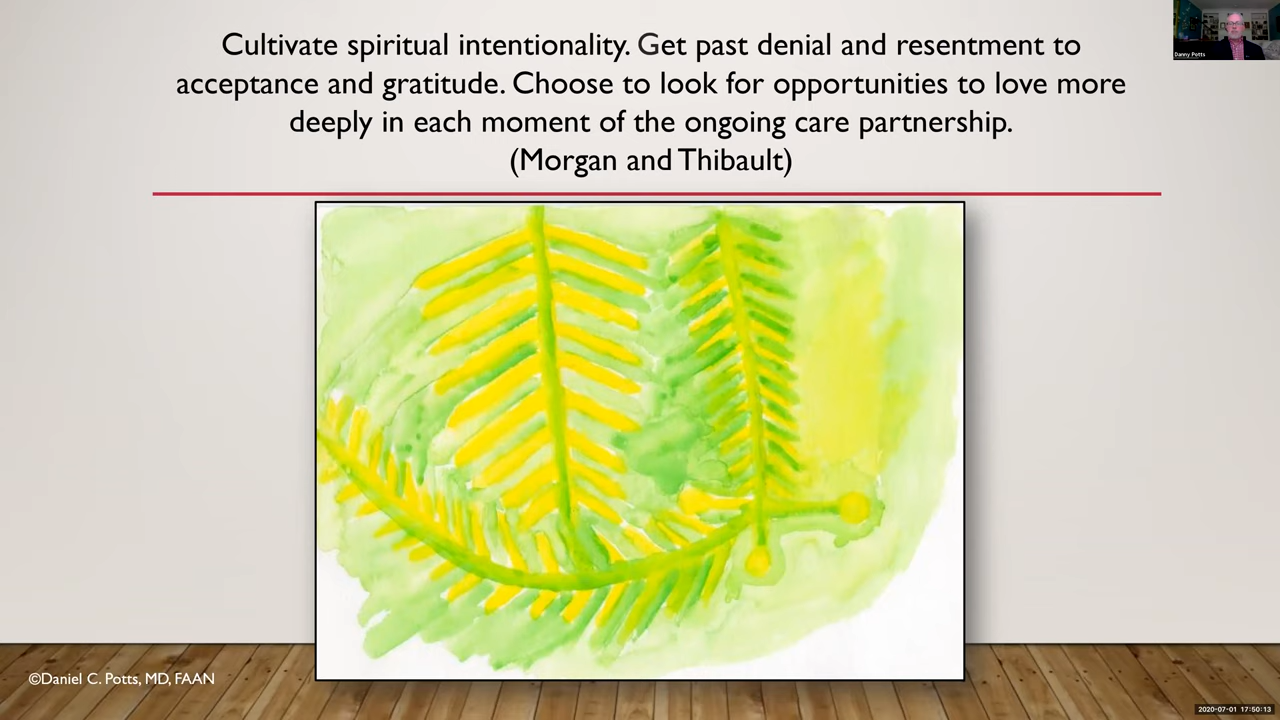 Cultivate spiritual intentionality. Get past denial and resentment to
acceptance and gratitude. Choose to look for opportunities to love more
deeply in each moment of the ongoing care partnership.
(Morgan and Thibault)
Danny Potts
©Daniel C. Potts, MD, FAAN
2020-07-01 17:50:13